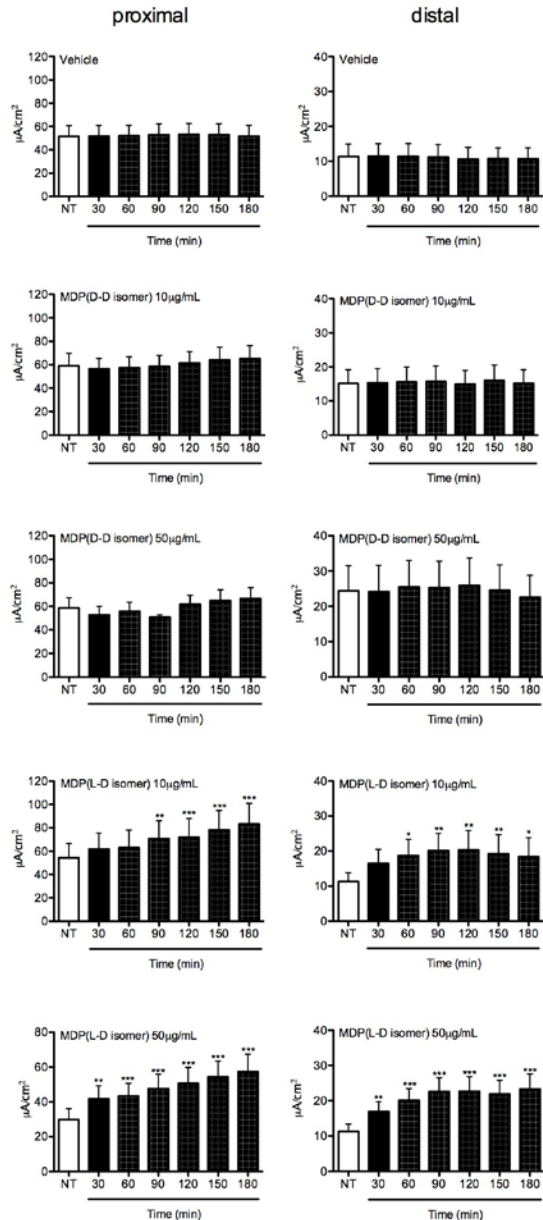 proximal
distal
Vehicle
120
100
80
60
40
20
0
µA/cm²
NT 30 60 90 120 150 180
Time (min)
Vehicle
40
30
20
10
0
µA/cm²
NT 30 60 90 120 150 180
Time (min)
MDP(D-D isomer) 10µg/mL
120
100
80
60
40
20
0
µA/cm²
NT 30 60 90 120 150 180
Time (min)
MDP(D-D isomer) 10µg/mL
40
30
20
10
0
µA/cm²
NT 30 60 90 120 150 180
Time (min)
MDP(D-D isomer) 50µg/mL
120
100
80
60
40
20
0
µA/cm²
NT 30 60 90 120 150 180
Time (min)
MDP(D-D isomer) 50µg/mL
40
30
20
10
0
µA/cm²
NT 30 60 90 120 150 180
Time (min)
MDP(L-D isomer) 10µg/mL
120
100
80
60
40
20
0
µA/cm²
** *** *** ***
NT 30 60 90 120 150 180
Time (min)
MDP(L-D isomer) 10µg/mL
40
30
20
10
0
µA/cm²
* ** ** ** *
NT 30 60 90 120 150 180
Time (min)
MDP(L-D isomer) 50µg/mL
80
60
40
20
0
µA/cm²
** *** *** *** *** ***
NT 30 60 90 120 150 180
Time (min)
MDP(L-D isomer) 50µg/mL
40
30
20
10
0
µA/cm²
** *** *** *** *** ***
NT 30 60 90 120 150 180
Time (min)